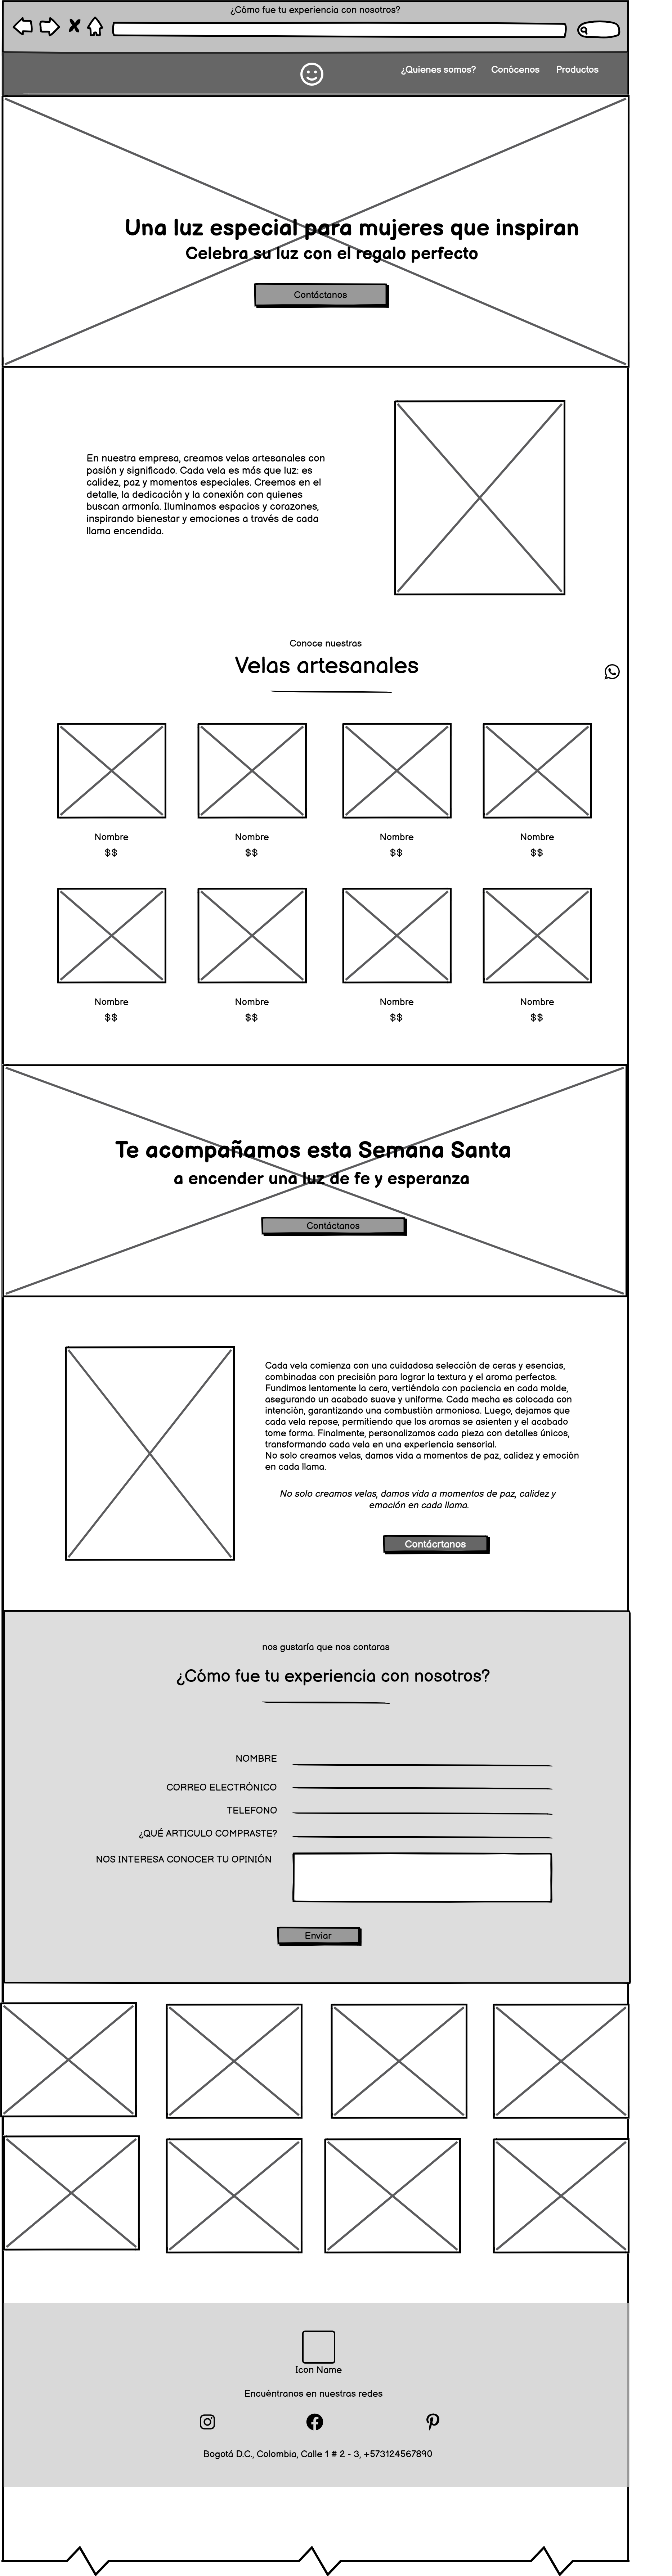 ¿Cómo fue tu experiencia con nosotros?
¿Quienes somos? Conócenos Productos
Una luz especial para mujeres que inspiran
Celebra su luz con el regalo perfecto
Contáctanos
En nuestra empresa, creamos velas artesanales con
pasión y significado. Cada vela es más que luz: es
calidez, paz y momentos especiales. Creemos en el
detalle, la dedicación y la conexión con quienes
buscan armonía. Iluminamos espacios y corazones,
inspirando bienestar y emociones a través de cada
llama encendida.
Conoce nuestras
Velas artesanales
Nombre Nombre Nombre Nombre
$$ $$ $$ $$
Nombre Nombre Nombre Nombre
$$ $$ $$ $$
Te acompañamos esta Semana Santa
a encender una luz de fe y esperanza
Contáctanos
Cada vela comienza con una cuidadosa selección de ceras y esencias,
combinadas con precisión para lograr la textura y el aroma perfectos.
Fundimos lentamente la cera, vertiéndola con paciencia en cada molde,
asegurando un acabado suave y uniforme. Cada mecha es colocada con
intención, garantizando una combustión armoniosa. Luego, dejamos que
cada vela repose, permitiendo que los aromas se asienten y el acabado
tome forma. Finalmente, personalizamos cada pieza con detalles únicos,
transformando cada vela en una experiencia sensorial.
No solo creamos velas, damos vida a momentos de paz, calidez y emoción
en cada llama.
No solo creamos velas, damos vida a momentos de paz, calidez y
emoción en cada llama.
Contácrtanos
nos gustaría que nos contaras
¿Cómo fue tu experiencia con nosotros?
NOMBRE
CORREO ELECTRÓNICO
TELEFONO
¿QUÉ ARTICULO COMPRASTE?
NOS INTERESA CONOCER TU OPINIÓN
Enviar
Icon Name
Encuéntranos en nuestras redes
Bogotá D.C., Colombia, Calle 1 # 2 - 3, +573124567890